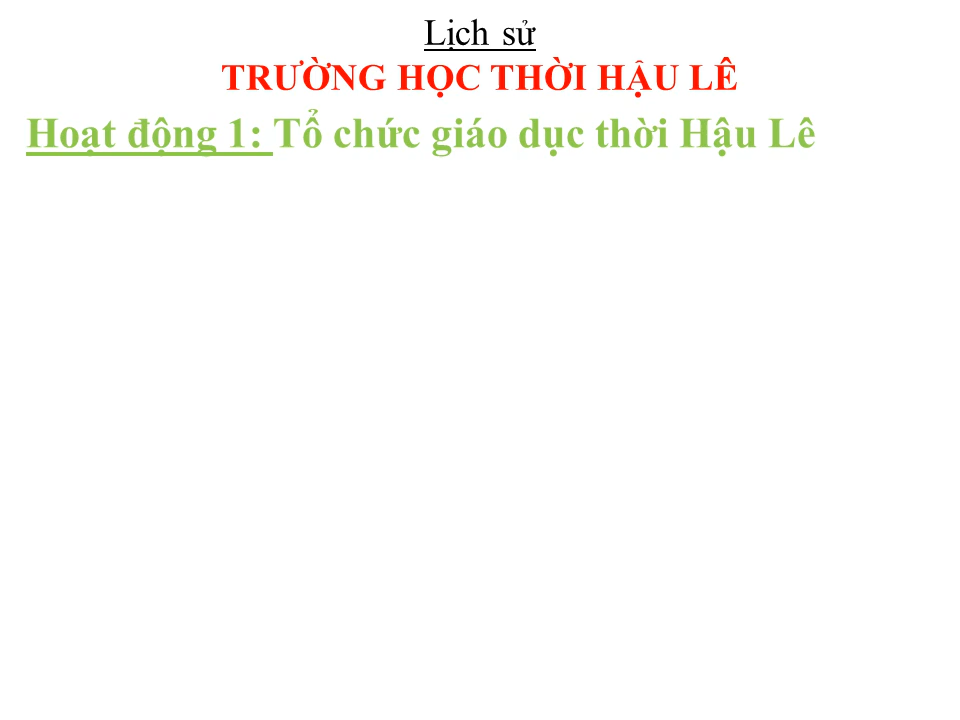 Lịch sử
TRƯỜNG HỌC THỜI HẬU LÊ
Hoạt động 1: Tổ chức giáo dục thời Hậu Lê